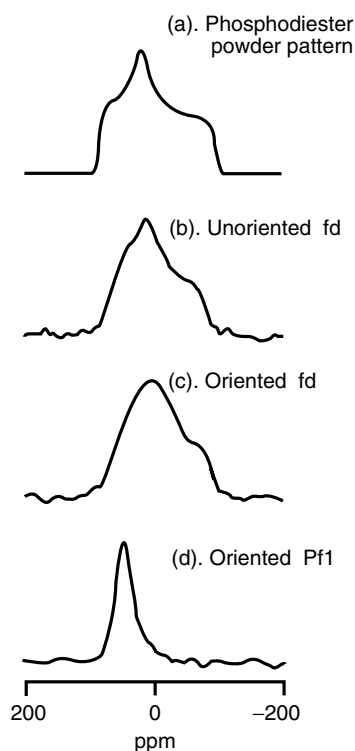 (a). Phosphodiester
powder pattern
(b). Unoriented fd
(c). Oriented fd
(d). Oriented Pf1
200 0 −200
ppm